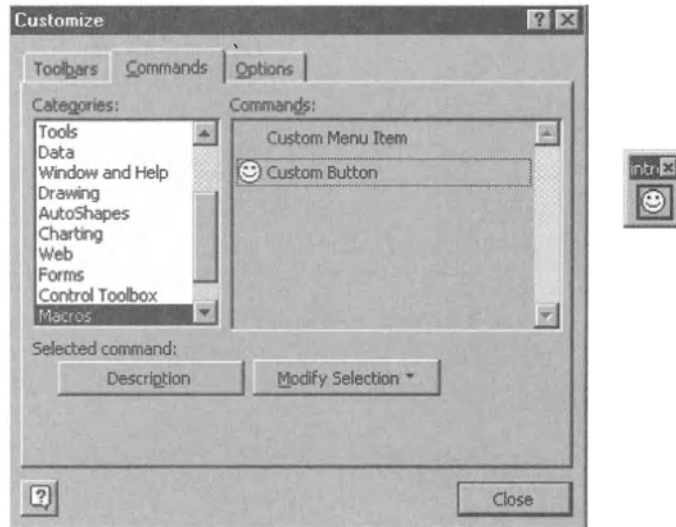 Customize
Toolbars Commands Options
Categories: Commands:
Tools
Data
Window and Help
Drawing
AutoShapes
Charting
Web
Forms
Control Toolbox
Macros
Custom Menu Item
Custom Button
Selected command:
Description Modify Selection
Close
intro